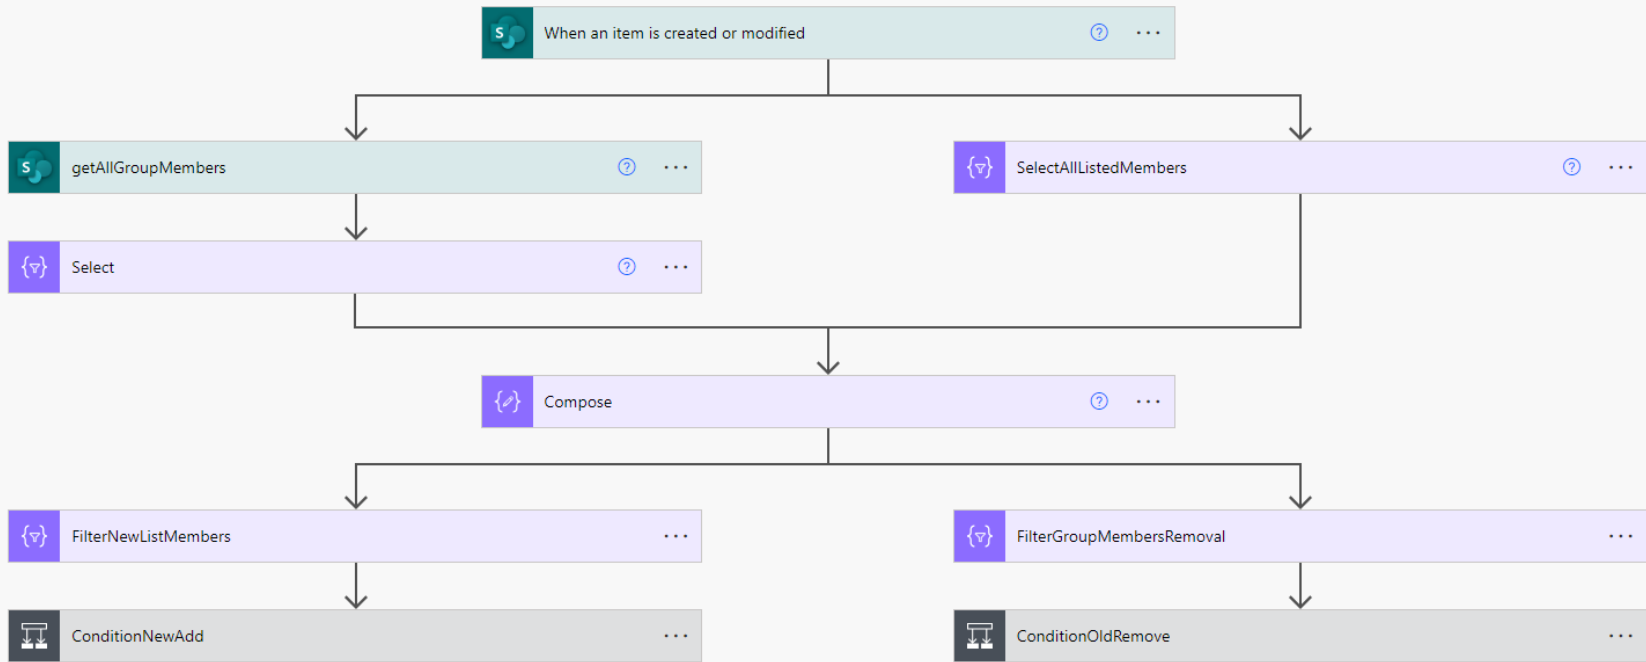 When an item is created or modified
getAllGroupMembers
SelectAllListedMembers
Select
Compose
FilterNewListMembers
FilterGroupMembersRemoval
ConditionNewAdd
ConditionOldRemove